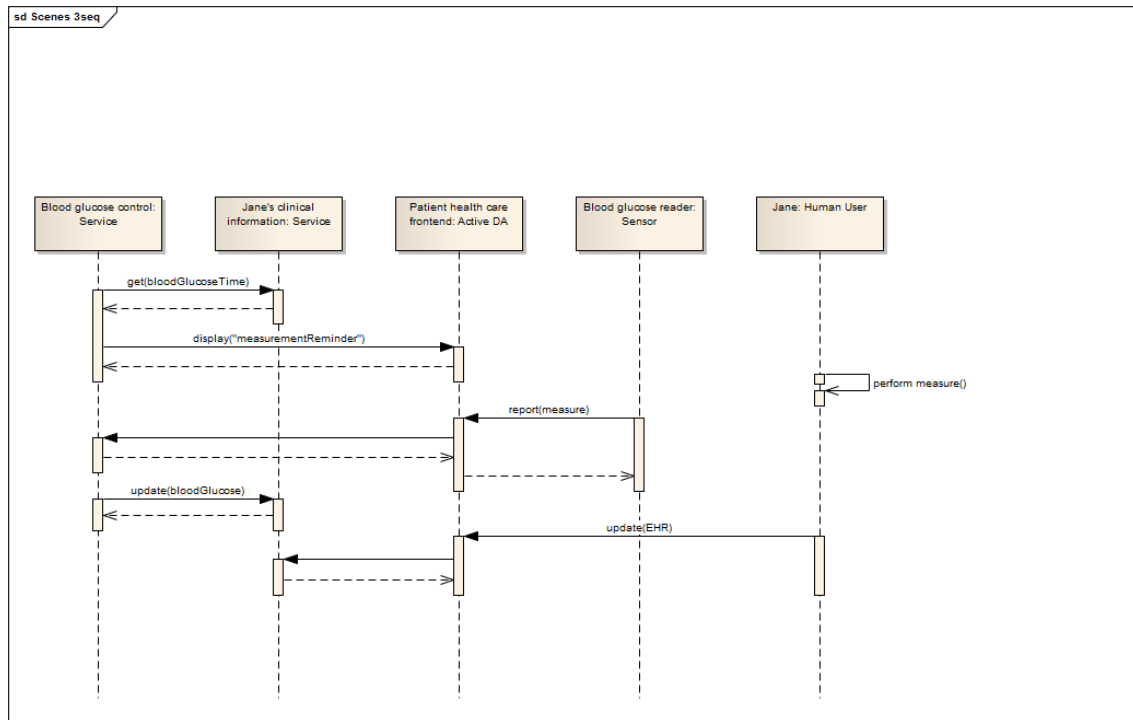 sd Scenes 3seq
Blood glucose control:
Service
Jane's clinical
information: Service
Patient health care
frontend: Active DA
Blood glucose reader:
Sensor
Jane: Human User
get(bloodGlucoseTime)
display("measurementReminder")
perform measure()
report(measure)
update(bloodGlucose)
update(EHR)